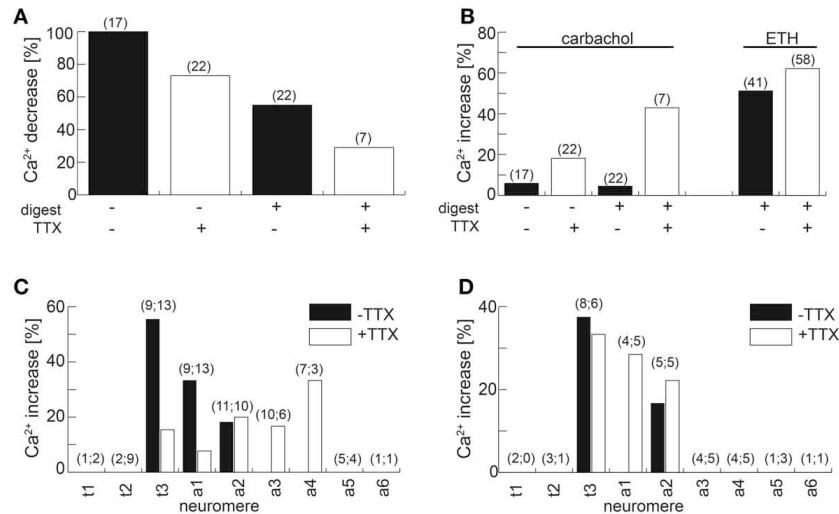 A
Ca²⁺ decrease [%]
100
80
60
40
20
0
(17)
(22)
(22)
(7)
digest - - + +
TTX - + - +
B
Ca²⁺ increase [%]
80
60
40
20
0
carbachol
ETH
(17)
(22)
(22)
(7)
(41)
(58)
digest - - + + + +
TTX - + - + - +
C
Ca²⁺ increase [%]
60
40
20
0
-TTX
+TTX
(1;2)
(2;9)
(9;13)
(9;13)
(11;10)
(10;6)
(7;3)
(5;4)
(1;1)
t1 t2 t3 a1 a2 a3 a4 a5 a6
neuromere
D
Ca²⁺ increase [%]
40
20
0
-TTX
+TTX
(2;0)
(3;1)
(8;6)
(4;5)
(5;5)
(4;5)
(4;5)
(1;3)
(1;1)
t1 t2 t3 a1 a2 a3 a4 a5 a6
neuromere